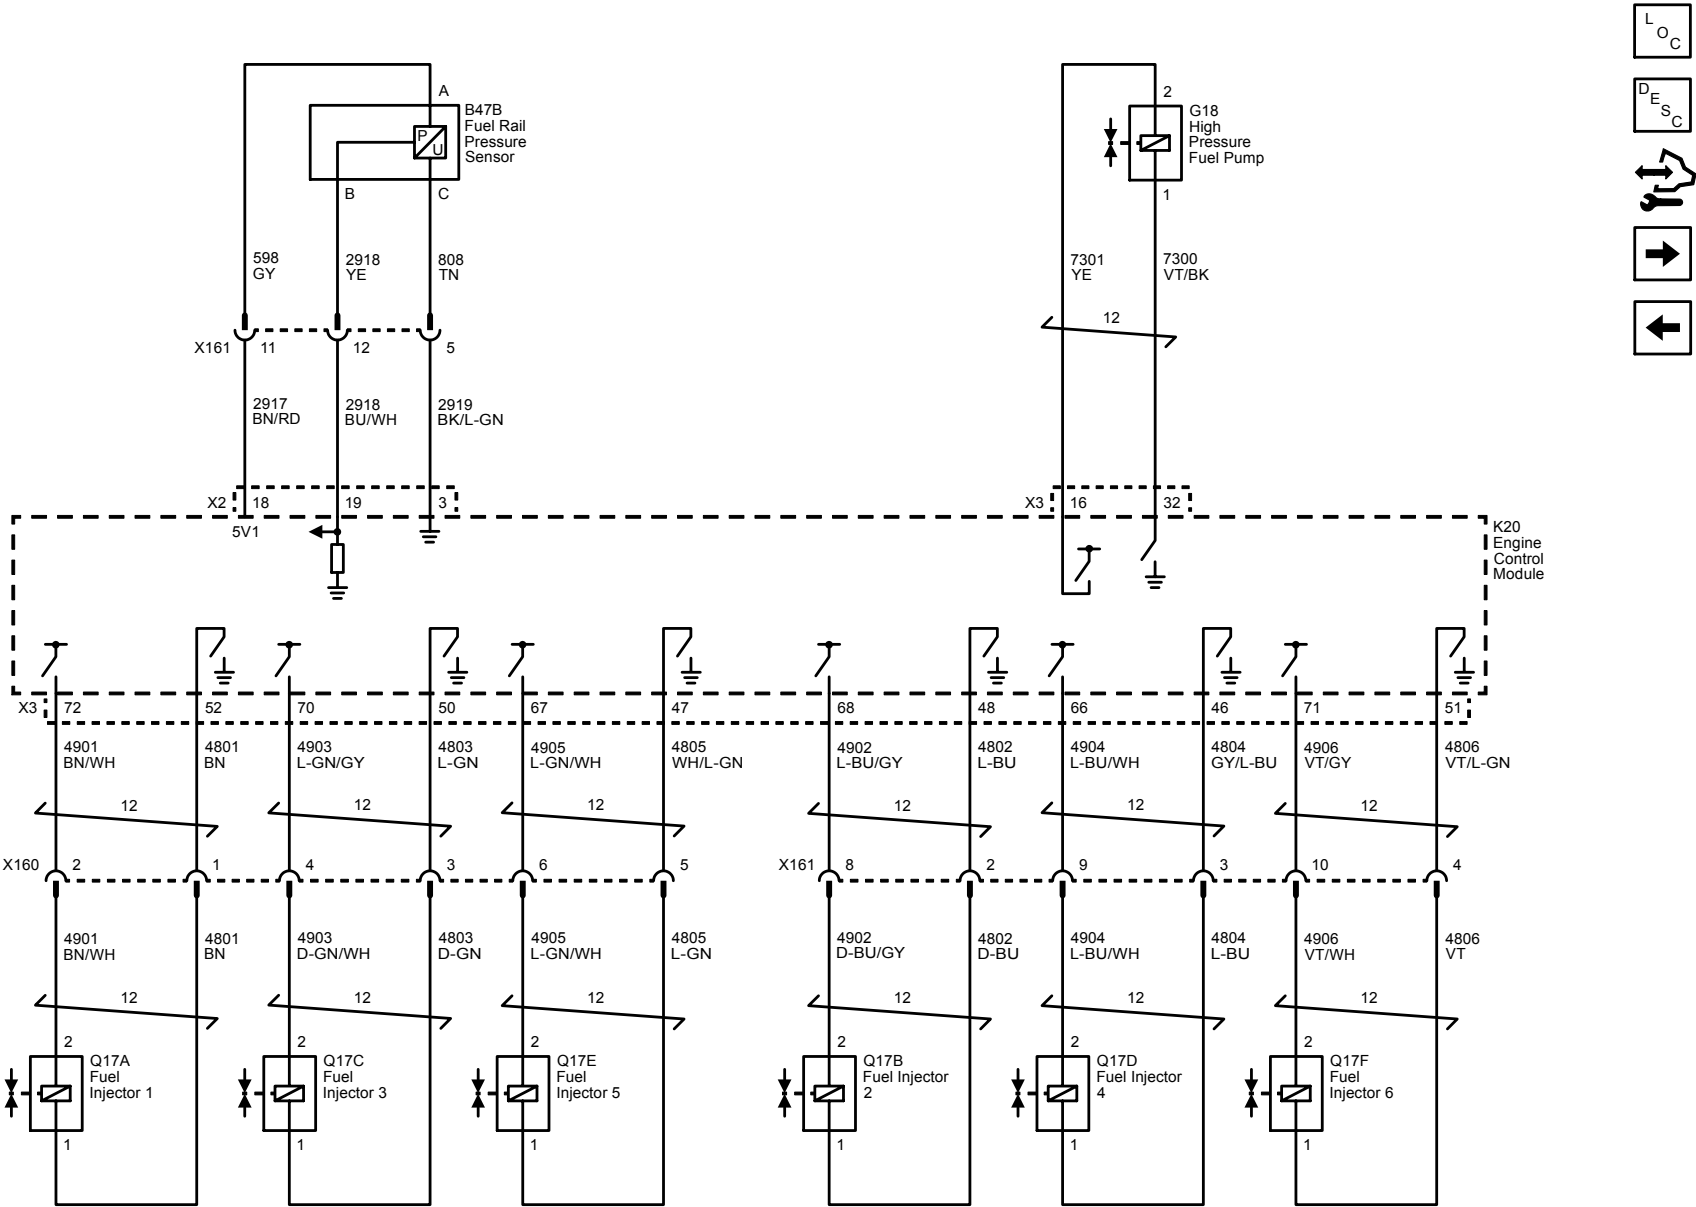 L
O
C
D
E
S
C
A
B47B
Fuel Rail
Pressure
Sensor
P
U
B
C
2
G18
High
Pressure
Fuel Pump
1
598
GY
2918
YE
808
TN
7301
YE
7300
VT/BK
12
X161 11 12 5
2917
BN/RD
2918
BU/WH
2919
BK/L-GN
X2 18 19 3
X3 16 32
5V1
K20
Engine
Control
Module
X3 72 52 70 50 67 47 68 48 66 46 71 51
4901
BN/WH
4801
BN
4903
L-GN/GY
4803
L-GN
4905
L-GN/WH
4805
WH/L-GN
4902
L-BU/GY
4802
L-BU
4904
L-BU/WH
4804
GY/L-BU
4906
VT/GY
4806
VT/L-GN
12 12 12 12 12 12
X160 2 1 4 3 6 5
X161 8 2 9 3 10 4
4901
BN/WH
4801
BN
4903
D-GN/WH
4803
D-GN
4905
L-GN/WH
4805
L-GN
4902
D-BU/GY
4802
D-BU
4904
L-BU/WH
4804
L-BU
4906
VT/WH
4806
VT
12 12 12 12 12 12
2 2 2 2 2 2
Q17A
Fuel
Injector 1
Q17C
Fuel
Injector 3
Q17E
Fuel
Injector 5
Q17B
Fuel Injector
2
Q17D
Fuel Injector
4
Q17F
Fuel
Injector 6
1 1 1 1 1 1